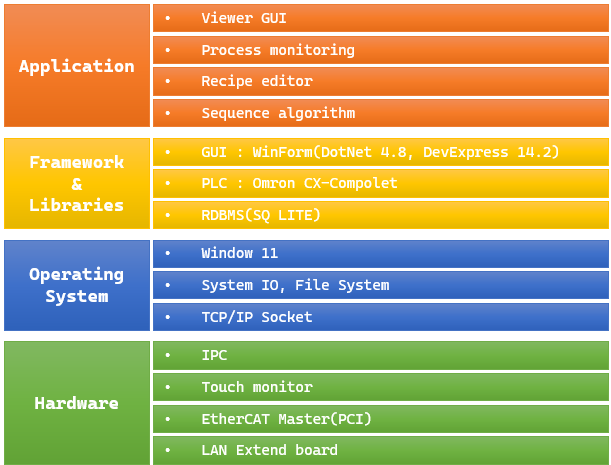 Application
• Viewer GUI
• Process monitoring
• Recipe editor
• Sequence algorithm
Framework
&
Libraries
• GUI : WinForm(DotNet 4.8, DevExpress 14.2)
• PLC : Omron CX-Compolet
• RDBMS(SQ LITE)
Operating
System
• Window 11
• System IO, File System
• TCP/IP Socket
Hardware
• IPC
• Touch monitor
• EtherCAT Master(PCI)
• LAN Extend board